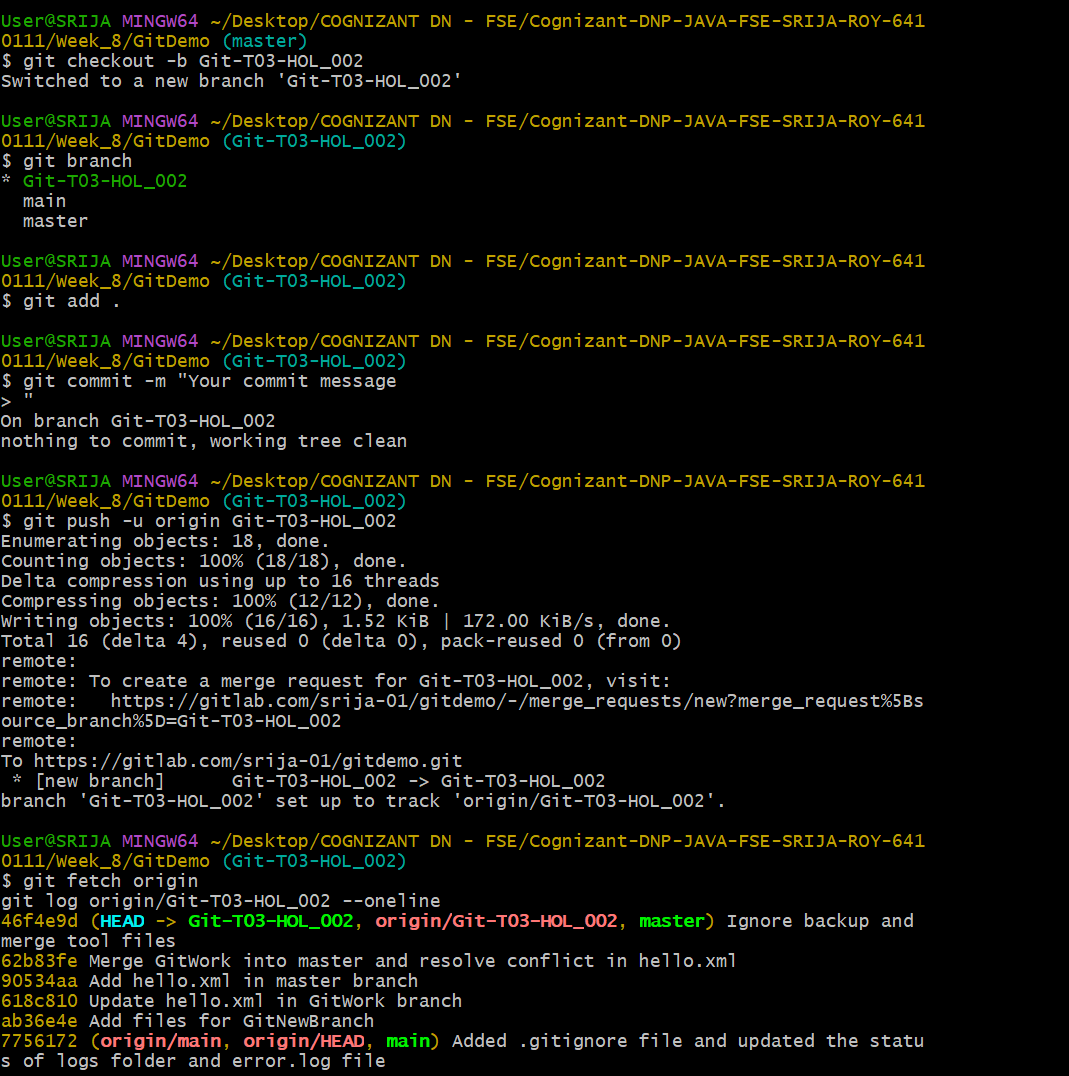 User@SRIJA MINGW64 ~/Desktop/COGNIZANT DN - FSE/Cognizant-DNP-JAVA-FSE-SRIJA-ROY-641
0111/Week_8/GitDemo (master)
$ git checkout -b Git-T03-HOL_002
Switched to a new branch 'Git-T03-HOL_002'
User@SRIJA MINGW64 ~/Desktop/COGNIZANT DN - FSE/Cognizant-DNP-JAVA-FSE-SRIJA-ROY-641
0111/Week_8/GitDemo (Git-T03-HOL_002)
$ git branch
* Git-T03-HOL_002
  main
  master
User@SRIJA MINGW64 ~/Desktop/COGNIZANT DN - FSE/Cognizant-DNP-JAVA-FSE-SRIJA-ROY-641
0111/Week_8/GitDemo (Git-T03-HOL_002)
$ git add .
User@SRIJA MINGW64 ~/Desktop/COGNIZANT DN - FSE/Cognizant-DNP-JAVA-FSE-SRIJA-ROY-641
0111/Week_8/GitDemo (Git-T03-HOL_002)
$ git commit -m "Your commit message
> "
On branch Git-T03-HOL_002
nothing to commit, working tree clean
User@SRIJA MINGW64 ~/Desktop/COGNIZANT DN - FSE/Cognizant-DNP-JAVA-FSE-SRIJA-ROY-641
0111/Week_8/GitDemo (Git-T03-HOL_002)
$ git push -u origin Git-T03-HOL_002
Enumerating objects: 18, done.
Counting objects: 100% (18/18), done.
Delta compression using up to 16 threads
Compressing objects: 100% (12/12), done.
Writing objects: 100% (16/16), 1.52 KiB | 172.00 KiB/s, done.
Total 16 (delta 4), reused 0 (delta 0), pack-reused 0 (from 0)
remote:
remote: To create a merge request for Git-T03-HOL_002, visit:
remote:   https://gitlab.com/srija-01/gitdemo/-/merge_requests/new?merge_request%5Bs
ource_branch%5D=Git-T03-HOL_002
remote:
To https://gitlab.com/srija-01/gitdemo.git
 * [new branch]      Git-T03-HOL_002 -> Git-T03-HOL_002
branch 'Git-T03-HOL_002' set up to track 'origin/Git-T03-HOL_002'.
User@SRIJA MINGW64 ~/Desktop/COGNIZANT DN - FSE/Cognizant-DNP-JAVA-FSE-SRIJA-ROY-641
0111/Week_8/GitDemo (Git-T03-HOL_002)
$ git fetch origin
git log origin/Git-T03-HOL_002 --oneline
46f4e9d (HEAD -> Git-T03-HOL_002, origin/Git-T03-HOL_002, master) Ignore backup and
merge tool files
62b83fe Merge GitWork into master and resolve conflict in hello.xml
90534aa Add hello.xml in master branch
618c810 Update hello.xml in GitWork branch
ab36e4e Add files for GitNewBranch
7756172 (origin/main, origin/HEAD, main) Added .gitignore file and updated the statu
s of logs folder and error.log file